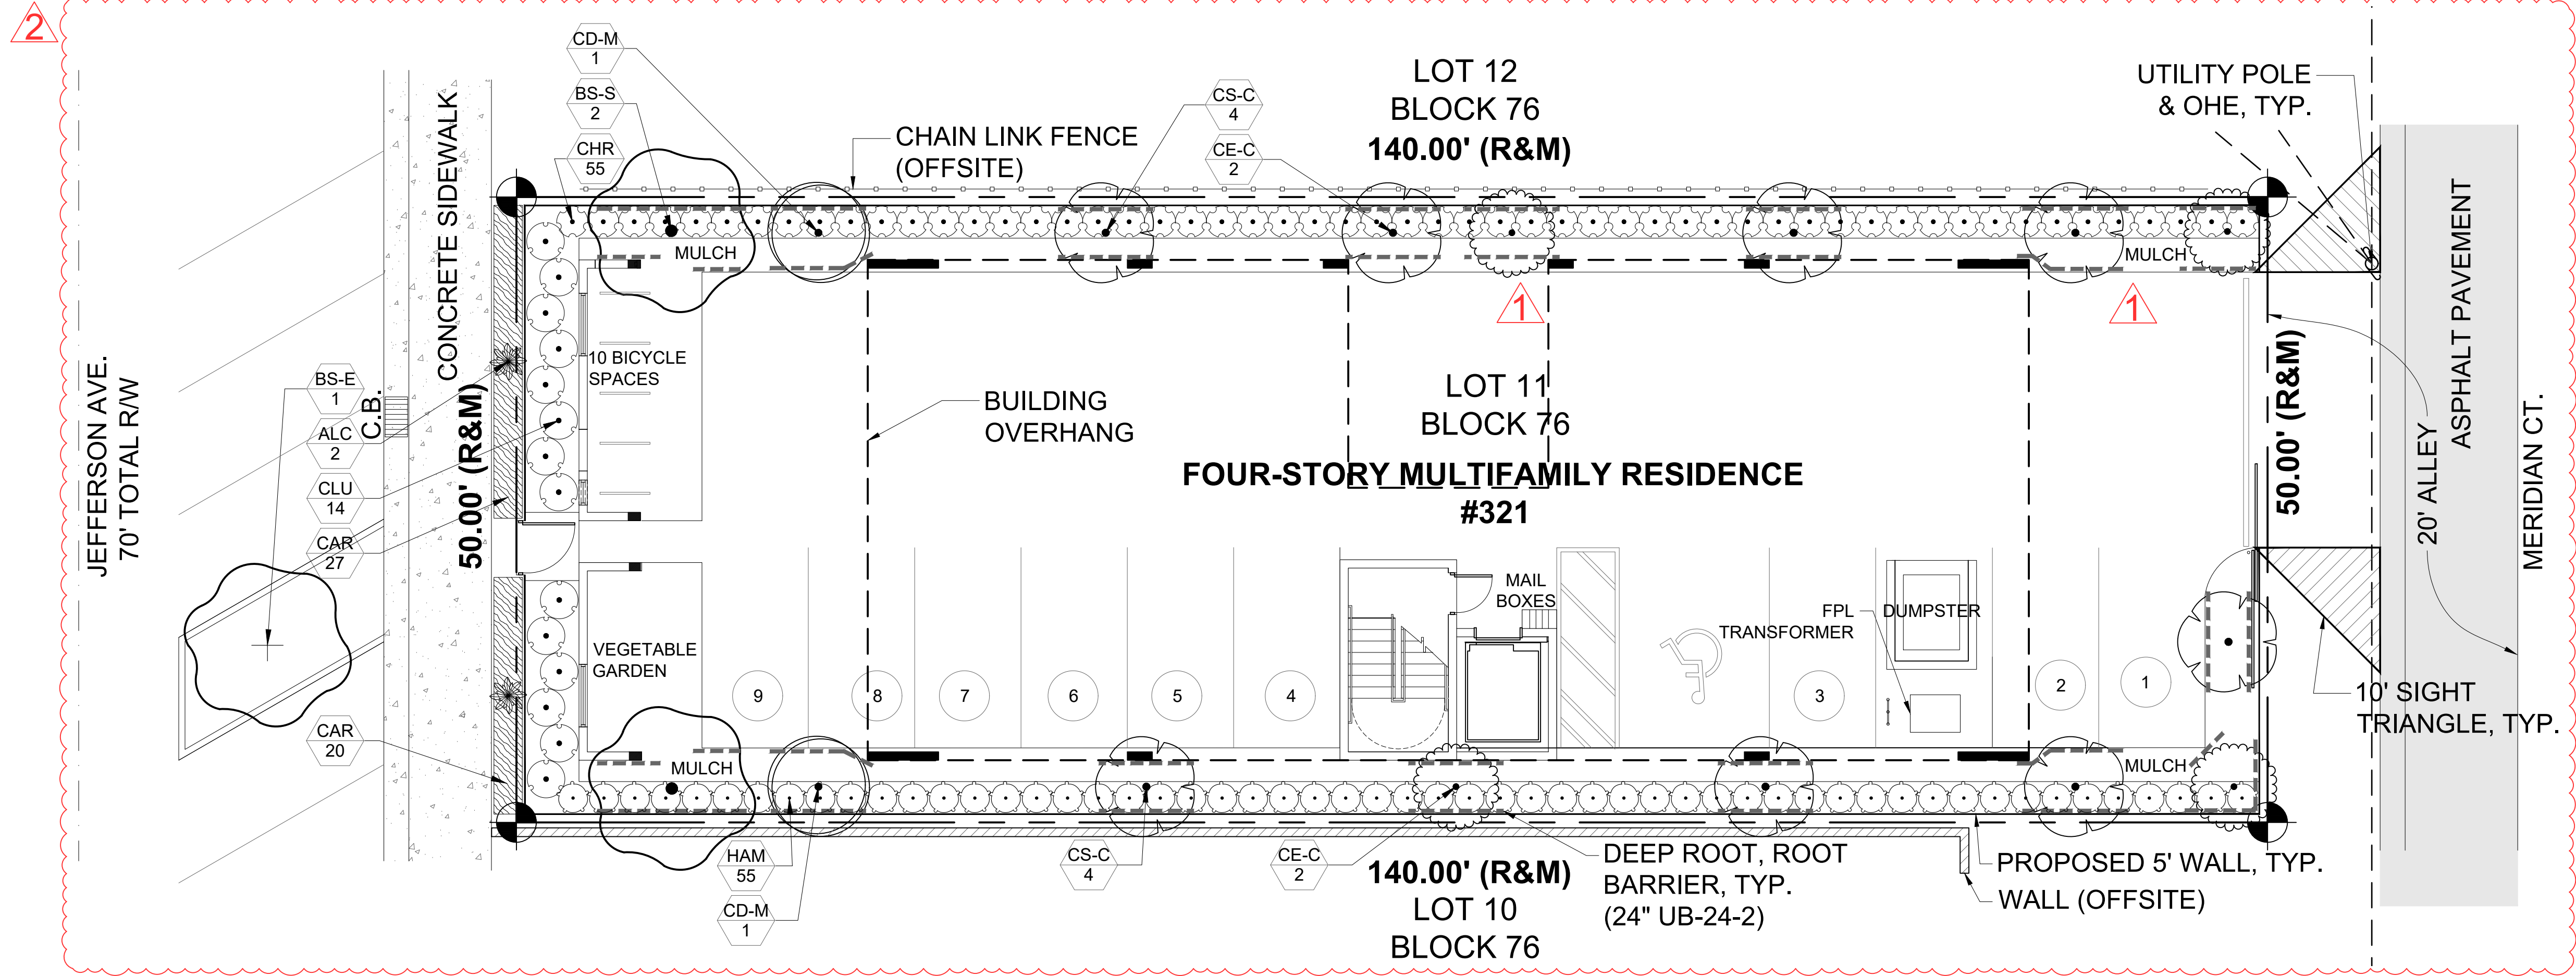 2
CD-M
1
BS-S
2
CHR
55
CHAIN LINK FENCE
(OFFSITE)
CS-C
4
CE-C
2
LOT 12
BLOCK 76
140.00' (R&M)
UTILITY POLE
& OHE, TYP.
CONCRETE SIDEWALK
MULCH
MULCH
1
1
ASPHALT PAVEMENT
JEFFERSON AVE.
70' TOTAL R/W
BS-E
1
ALC
2
CLU
14
CAR
27
CAR
20
C.B.
50.00' (R&M)
10 BICYCLE
SPACES
BUILDING
OVERHANG
LOT 11
BLOCK 76
FOUR-STORY MULTIFAMILY RESIDENCE
#321
50.00' (R&M)
20' ALLEY
MERIDIAN CT.
VEGETABLE
GARDEN
MAIL
BOXES
FPL
TRANSFORMER
DUMPSTER
9
8
7
6
5
4
3
2
1
10' SIGHT
TRIANGLE, TYP.
MULCH
MULCH
HAM
55
CD-M
1
CS-C
4
CE-C
2
140.00' (R&M)
LOT 10
BLOCK 76
DEEP ROOT, ROOT
BARRIER, TYP.
(24" UB-24-2)
PROPOSED 5' WALL, TYP.
WALL (OFFSITE)